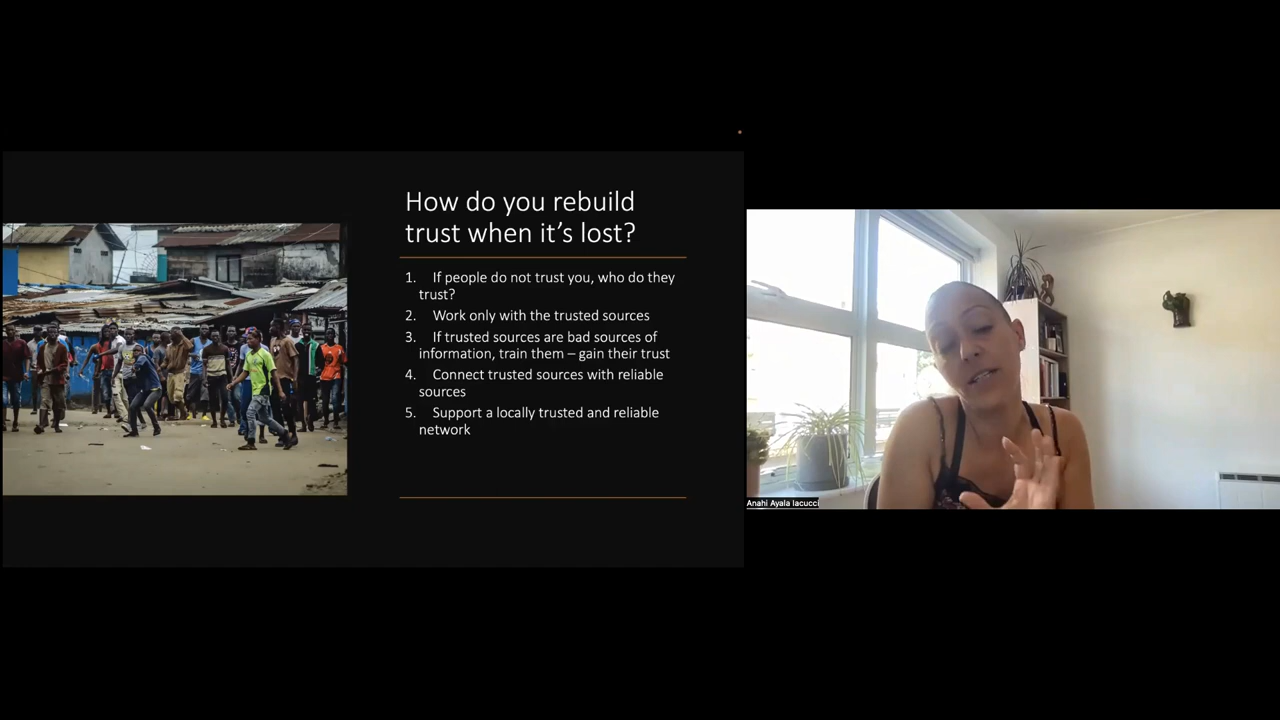 How do you rebuild
trust when it’s lost?
1. If people do not trust you, who do they
trust?
2. Work only with the trusted sources
3. If trusted sources are bad sources of
information, train them – gain their trust
4. Connect trusted sources with reliable
sources
5. Support a locally trusted and reliable
network
Anahi Ayala Iacucci